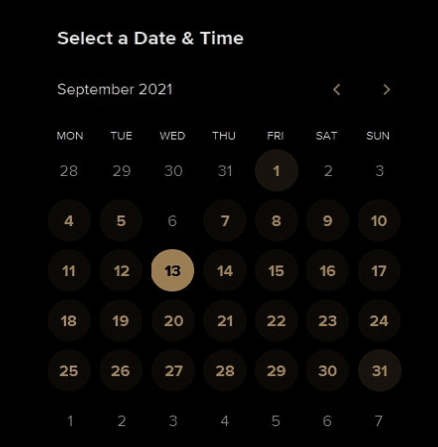 Select a Date & Time
September 2021
MON TUE WED THU FRI SAT SUN
28 29 30 31 1 2 3
4 5 6 7 8 9 10
11 12 13 14 15 16 17
18 19 20 21 22 23 24
25 26 27 28 29 30 31
1 2 3 4 5 6 7